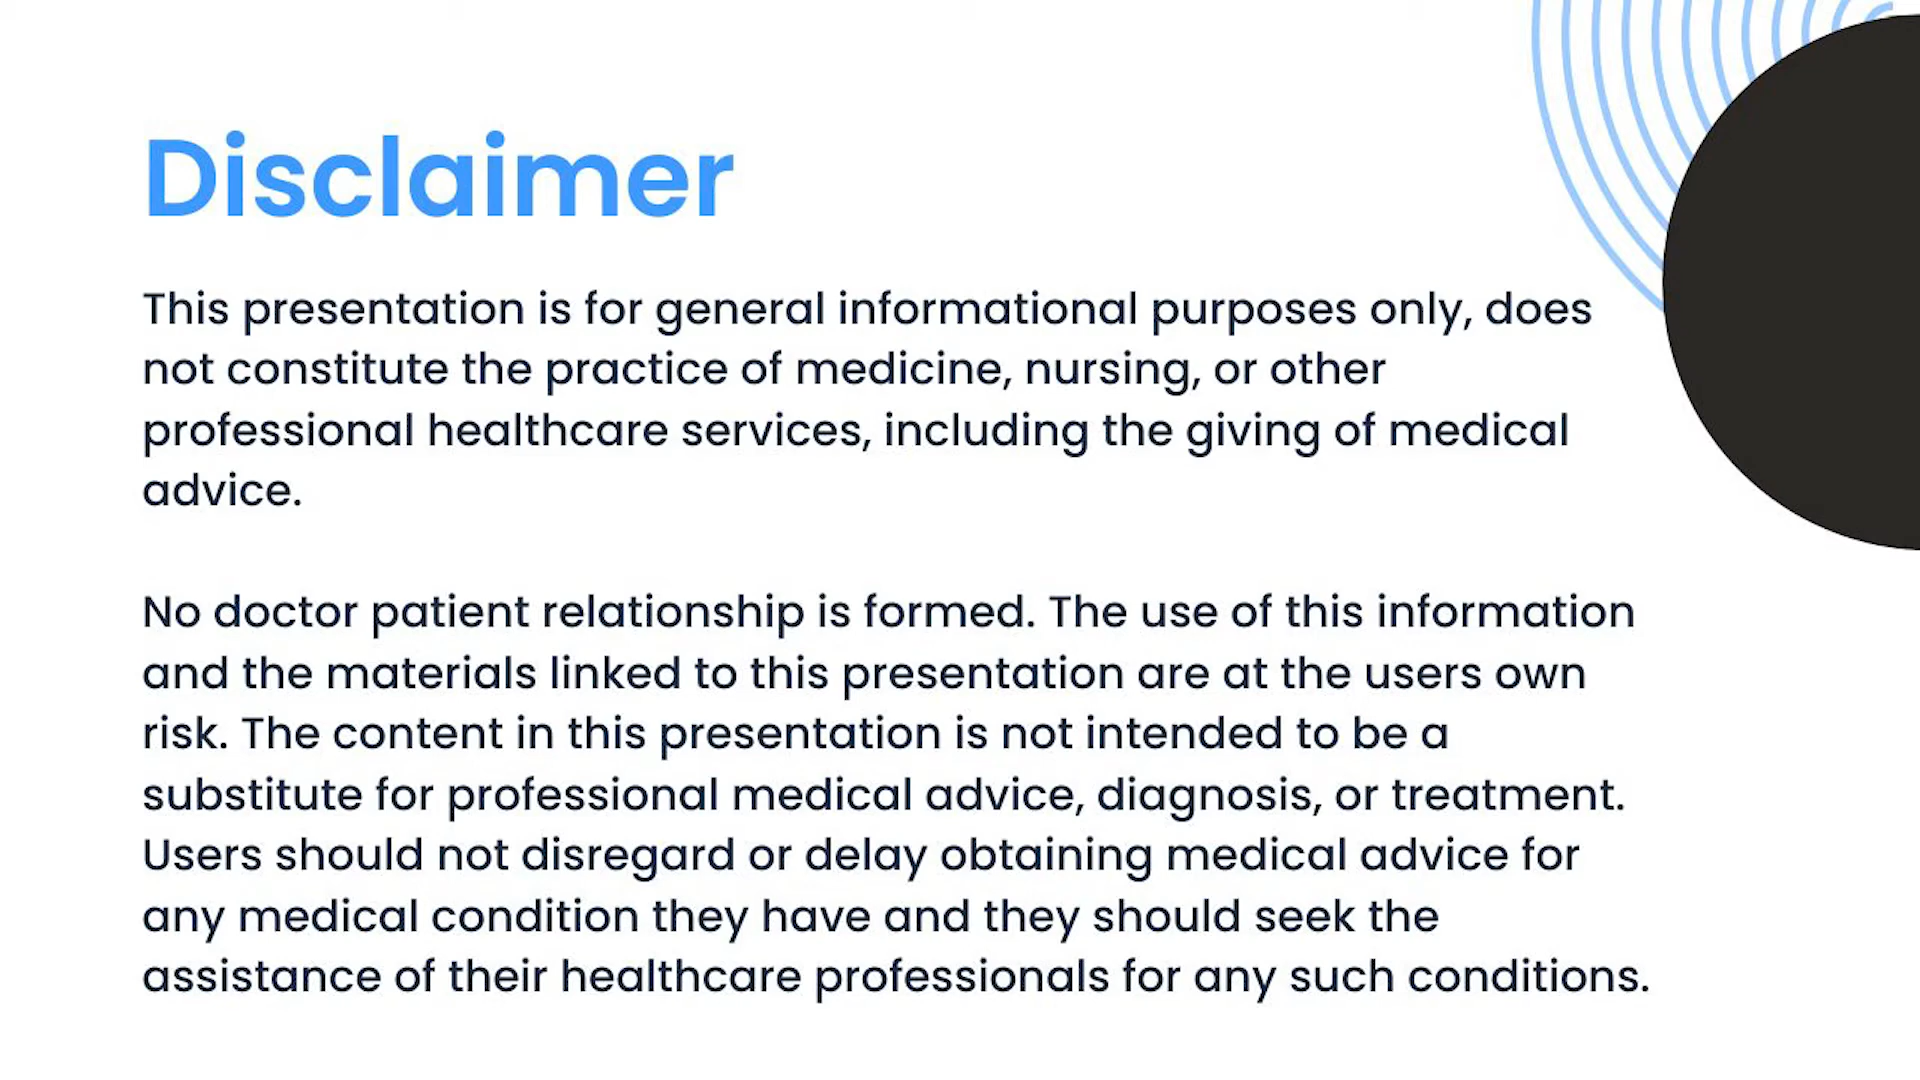 Disclaimer
This presentation is for general informational purposes only, does
not constitute the practice of medicine, nursing, or other
professional healthcare services, including the giving of medical
advice.
No doctor patient relationship is formed. The use of this information
and the materials linked to this presentation are at the users own
risk. The content in this presentation is not intended to be a
substitute for professional medical advice, diagnosis, or treatment.
Users should not disregard or delay obtaining medical advice for
any medical condition they have and they should seek the
assistance of their healthcare professionals for any such conditions.